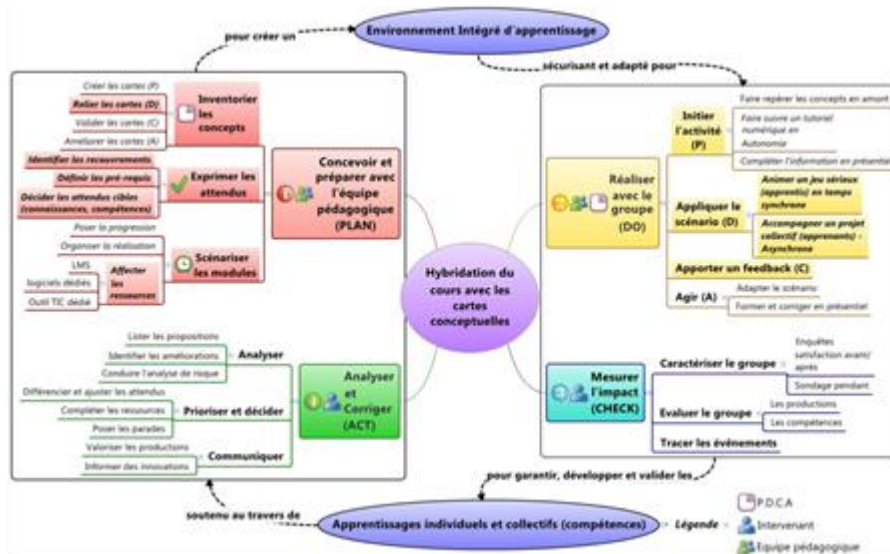 Environnement Intégré d'apprentissage
pour créer un
sécurisant et adapté pour
Créer les cartes (P)
Relier les cartes (D)
Valider les cartes (C)
Améliorer les cartes (A)
Inventorier
les
concepts
Identifier les recouvrements
Définir les pré-requis
Décider les attendus cibles
(connaissances, compétences)
Exprimer les
attendus
Poser la progression
Organiser la réalisation
LMS
logiciels dédiés
Outil TIC dédié
Affecter
les
ressources
Scénariser
les modules
Concevoir et
préparer avec
l'équipe
pédagogique
(PLAN)
Lister les propositions
Identifier les améliorations
Conduire l'analyse de risque
Analyser
Différencier et ajuster les attendus
Compléter les ressources
Poser les parades
Prioriser et décider
Valoriser les productions
Informer des innovations
Communiquer
Analyser
et
Corriger
(ACT)
Hybridation du
cours avec les
cartes
conceptuelles
Réaliser
avec le
groupe
(DO)
Initier
l'activité
(P)
Faire repérer les concepts en amont
Faire suivre un tutoriel
numérique en
Autonomie
Compléter l'information en présentiel
Appliquer le
scénario (D)
Animer un jeu sérieux
(apprentis) en temps
synchrone
Accompagner un projet
collectif (apprenants) -
Asynchrone
Apporter un feedback (C)
Agir (A)
Adapter le scénario
Former et corriger en présentiel
Mesurer
l'impact
(CHECK)
Caractériser le groupe
Enquêtes
satisfaction avant/
après
Sondage pendant
Evaluer le groupe
Les productions
Les compétences
Tracer les événements
pour garantir, développer et valider les
soutenu au travers de
Apprentissages individuels et collectifs (compétences)
Légende
P.D.C.A
Intervenant
Equipe pédagogique